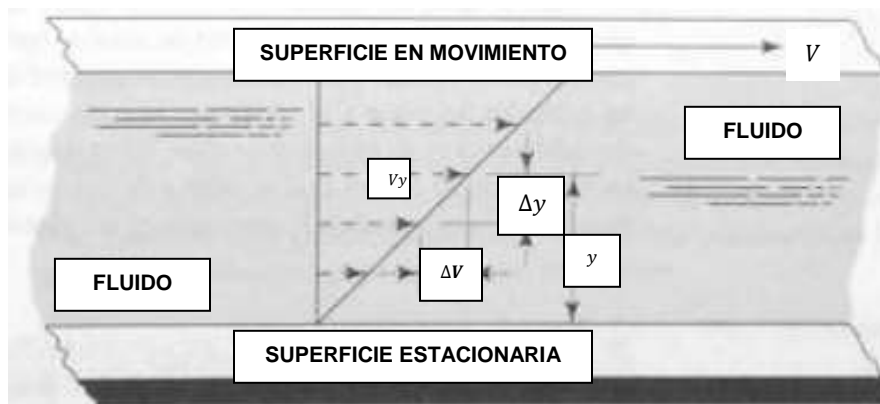 SUPERFICIE EN MOVIMIENTO
V
FLUIDO
Vy
Δy
ΔV
y
FLUIDO
SUPERFICIE ESTACIONARIA